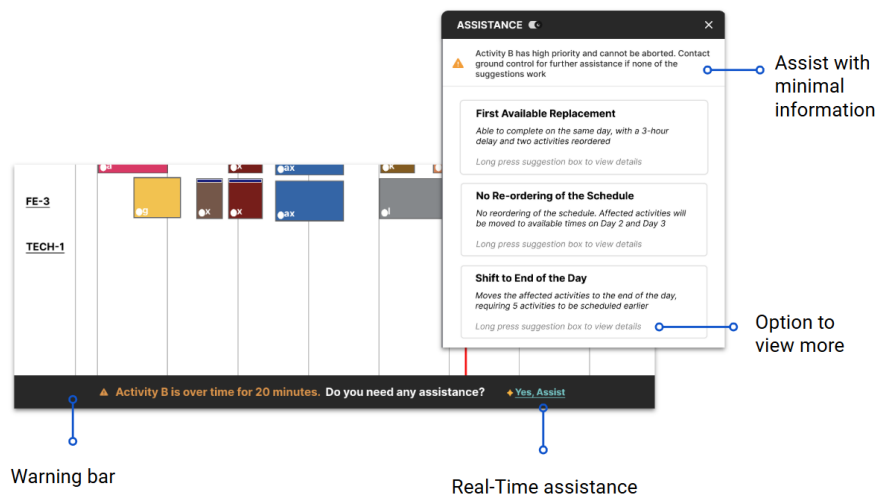 ASSISTANCE
Activity B has high priority and cannot be aborted. Contact
ground control for further assistance if none of the
suggestions work
Assist with
minimal
information
First Available Replacement
Able to complete on the same day, with a 3-hour
delay and two activities reordered
Long press suggestion box to view details
No Re-ordering of the Schedule
No reordering of the schedule. Affected activities will
be moved to available times on Day 2 and Day 3
Long press suggestion box to view details
Shift to End of the Day
Moves the affected activities to the end of the day,
requiring 5 activities to be scheduled earlier
Long press suggestion box to view details
Option to
view more
a x ax x
FE-3
g x x ax l
TECH-1
Activity B is over time for 20 minutes. Do you need any assistance? Yes, Assist
Warning bar
Real-Time assistance